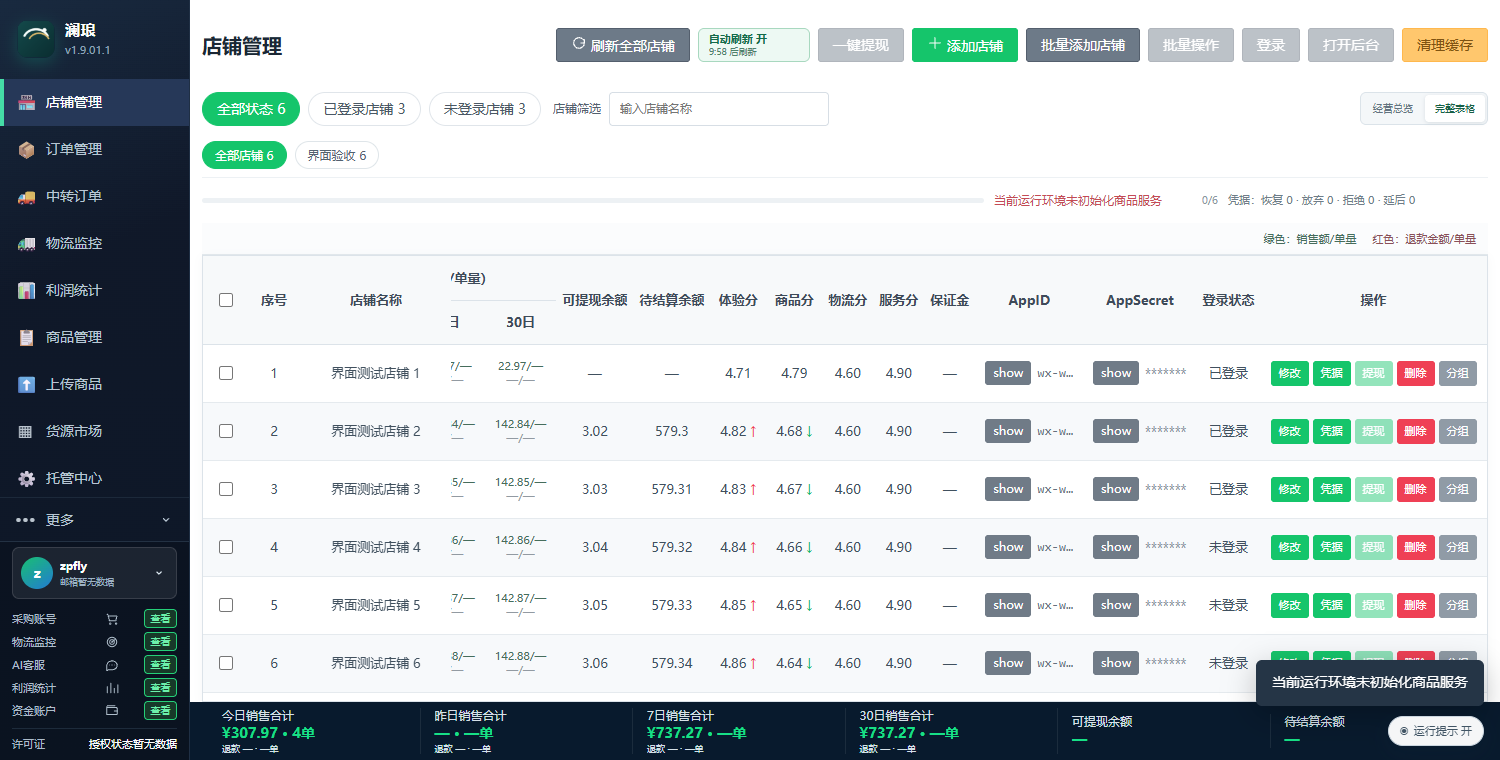 澜琅
v1.9.01.1
店铺管理
订单管理
中转订单
物流监控
利润统计
商品管理
上传商品
货源市场
托管中心
更多
z
zpfly
邮箱暂无数据
采购账号 查看
物流监控 查看
AI客服 查看
利润统计 查看
资金账户 查看
许可证 授权状态暂无数据
店铺管理
刷新全部店铺
自动刷新 开
9:58 后刷新
一键提现
添加店铺
批量添加店铺
批量操作
登录
打开后台
清理缓存
全部状态 6 已登录店铺 3 未登录店铺 3 店铺筛选 输入店铺名称 经营总览 完整表格
全部店铺 6 界面验收 6
当前运行环境未初始化商品服务 0/6 凭据：恢复 0 · 放弃 0 · 拒绝 0 · 延后 0
绿色：销售额/单量 红色：退款金额/单量
序号 店铺名称 /单量) 日 30日 可提现余额 待结算余额 体验分 商品分 物流分 服务分 保证金 AppID AppSecret 登录状态 操作
1 界面测试店铺 1 7/— —/— 22.97/— —/— — — 4.71 4.79 4.60 4.90 — show wx-w... show ******* 已登录 修改 凭据 提现 删除 分组
2 界面测试店铺 2 34/— —/— 142.84/— —/— 3.02 579.3 4.82 ↑ 4.68 ↓ 4.60 4.90 — show wx-w... show ******* 已登录 修改 凭据 提现 删除 分组
3 界面测试店铺 3 35/— —/— 142.85/— —/— 3.03 579.31 4.83 ↑ 4.67 ↓ 4.60 4.90 — show wx-w... show ******* 已登录 修改 凭据 提现 删除 分组
4 界面测试店铺 4 36/— —/— 142.86/— —/— 3.04 579.32 4.84 ↑ 4.66 ↓ 4.60 4.90 — show wx-w... show ******* 未登录 修改 凭据 提现 删除 分组
5 界面测试店铺 5 37/— —/— 142.87/— —/— 3.05 579.33 4.85 ↑ 4.65 ↓ 4.60 4.90 — show wx-w... show ******* 未登录 修改 凭据 提现 删除 分组
6 界面测试店铺 6 38/— —/— 142.88/— —/— 3.06 579.34 4.86 ↑ 4.64 ↓ 4.60 4.90 — show wx-w... show ******* 未登录
当前运行环境未初始化商品服务
今日销售合计
¥307.97 • 4单
退款 — · —单
昨日销售合计
— • —单
退款 — · —单
7日销售合计
¥737.27 • —单
退款 — · —单
30日销售合计
¥737.27 • —单
退款 — · —单
可提现余额
—
待结算余额
—
运行提示 开